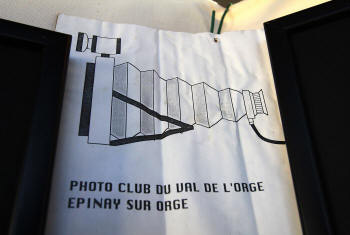 PHOTO CLUB DU VAL DE L'ORGE
EPINAY SUR ORGE